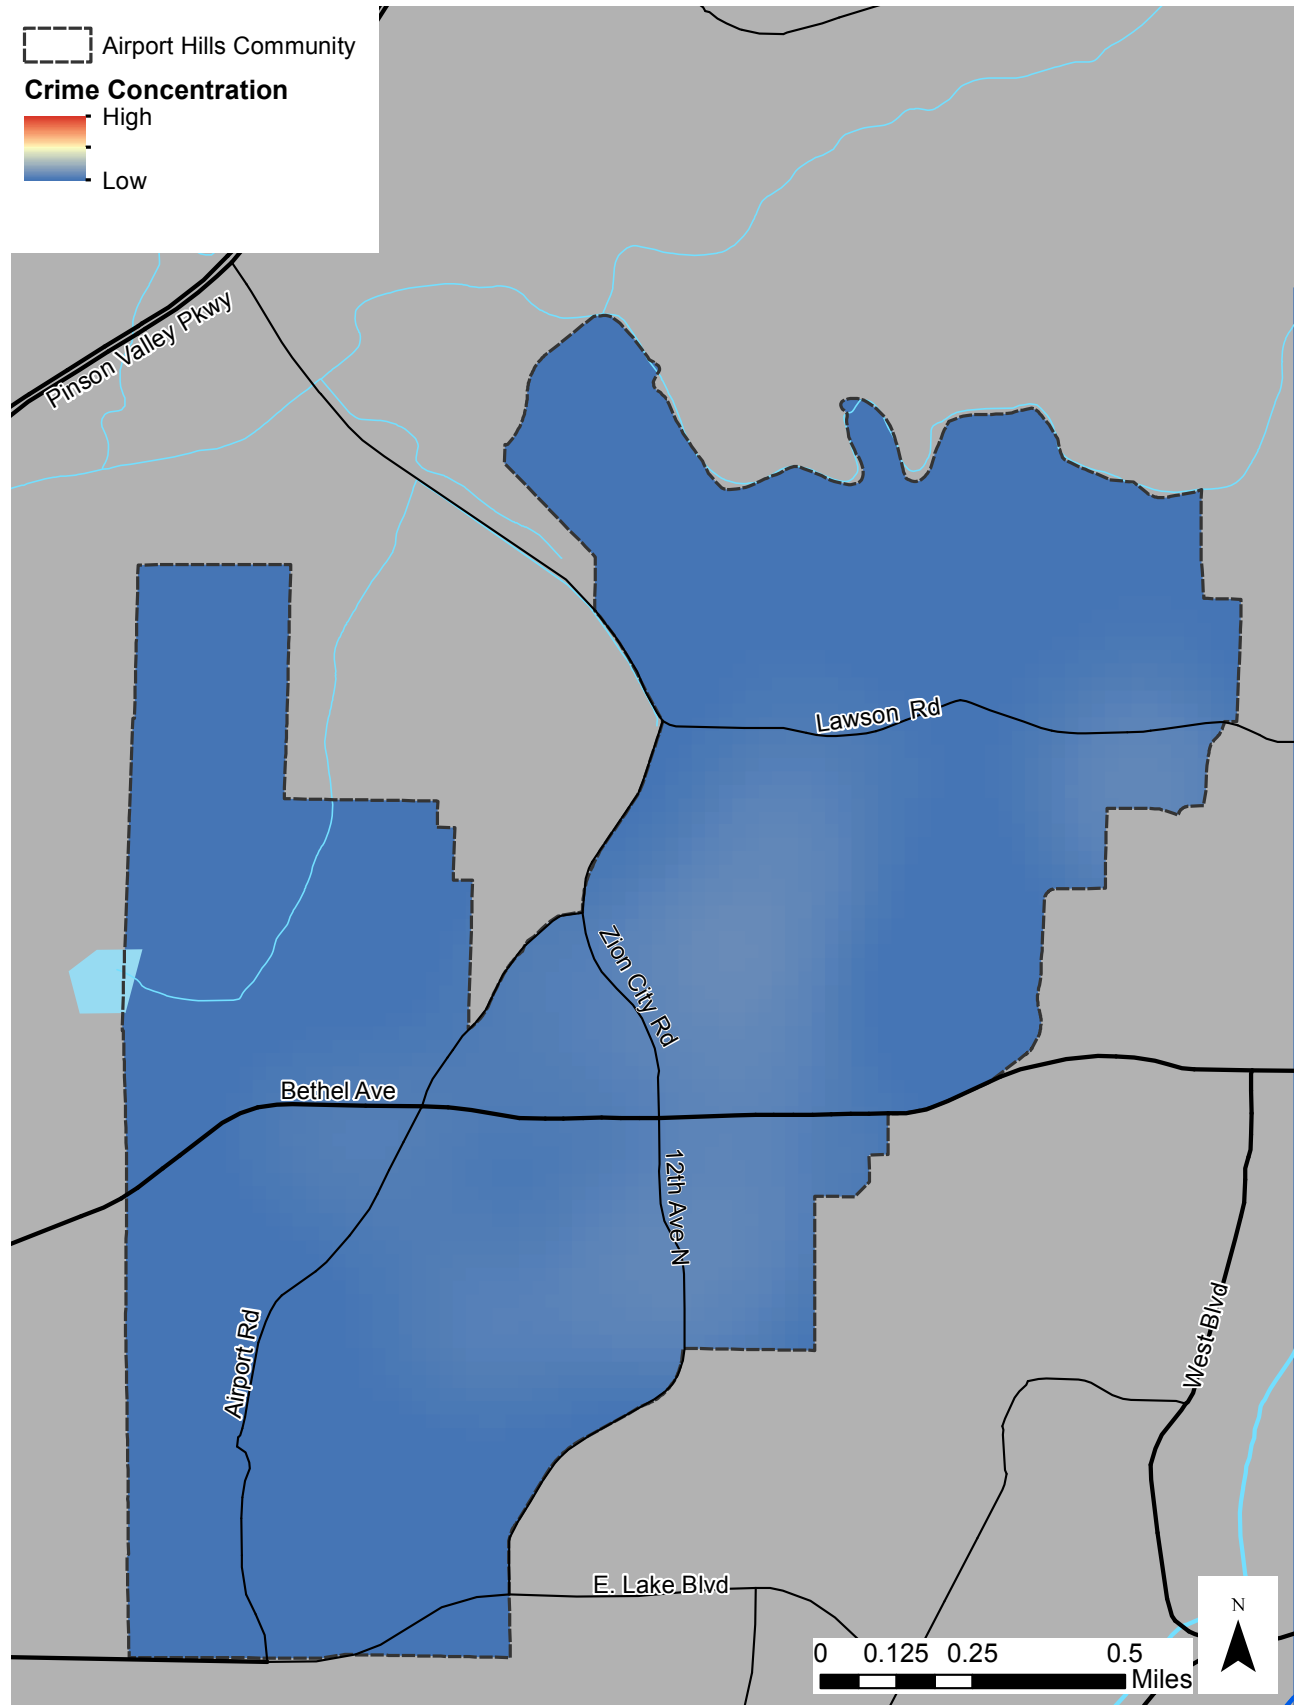 Airport Hills Community
Crime Concentration
High
Low
Pinson Valley Pkwy
Lawson Rd
Zion City Rd
Bethel Ave
12th Ave N
Airport Rd
West Blvd
E. Lake Blvd
N
0 0.125 0.25 0.5
Miles